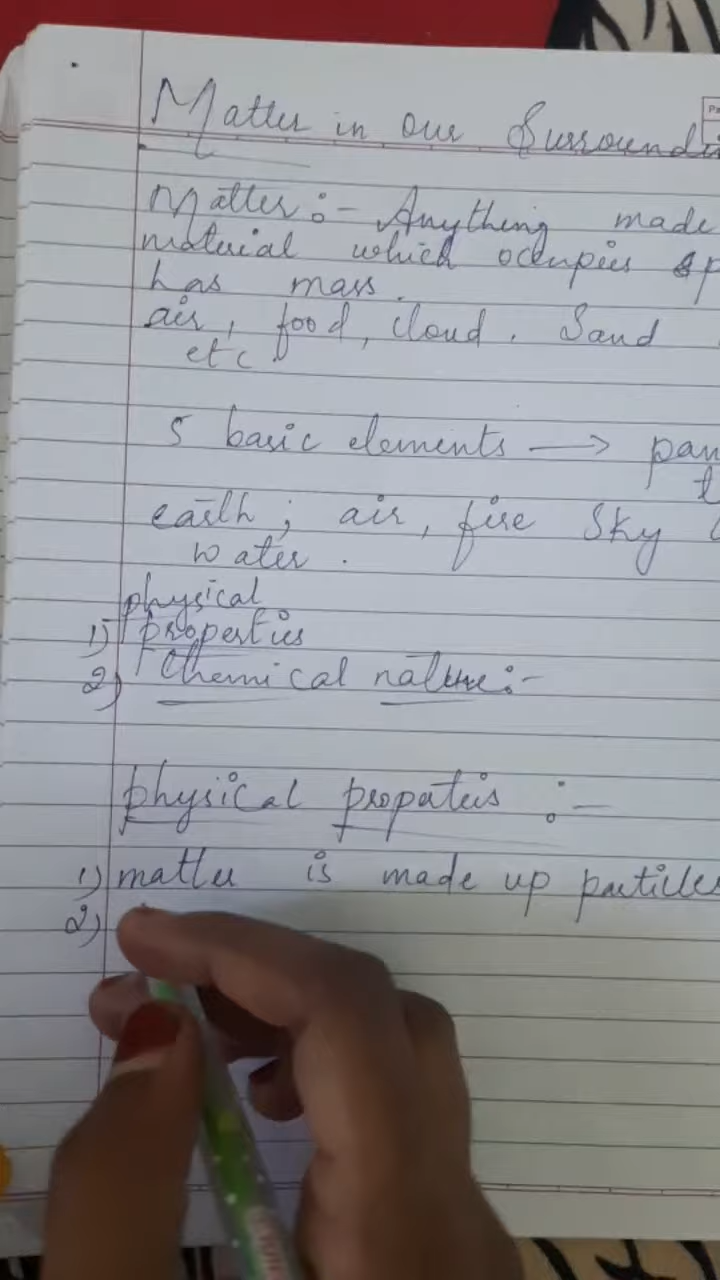 Matter in our Surroundi
Matter :- Anything made
material which occupies sp
has mass.
air, food, cloud. Sand
etc
5 basic elements → pan
t
earth; air, fire Sky
water.
physical
1) properties
2) Chemical nature:-
physical propateis :-
1) matter is made up particles
2)